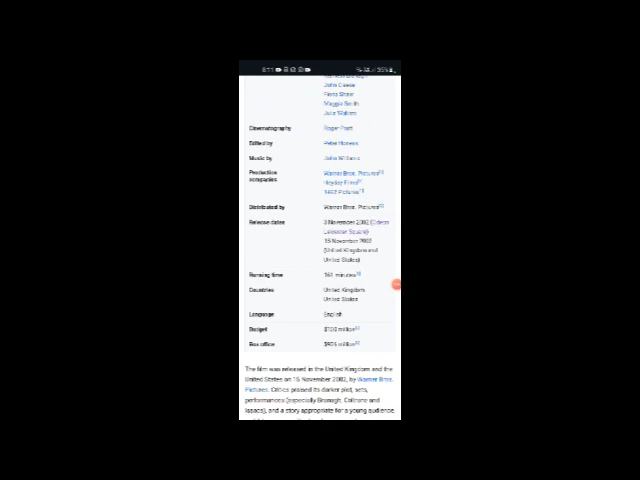 8:11 35%
John Cleese
Fiona Shaw
Maggie Smith
Julie Walters
Cinematography Roger Pratt
Edited by Peter Honess
Music by John Williams
Production Warner Bros. Pictures
companies Heyday Films
1492 Pictures
Distributed by Warner Bros. Pictures
Release dates 3 November 2002 (Odeon
Leicester Square)
15 November 2002
(United Kingdom and
United States)
Running time 161 minutes
Countries United Kingdom
United States
Language English
Budget $100 million
Box office
The film was released in the United Kingdom and the
United States on 15 November 2002, by Warner Bros.
Pictures. Critics praised its darker plot, sets,
performances (especially Branagh, Coltrane and
Isaacs), and a story appropriate for a young audience